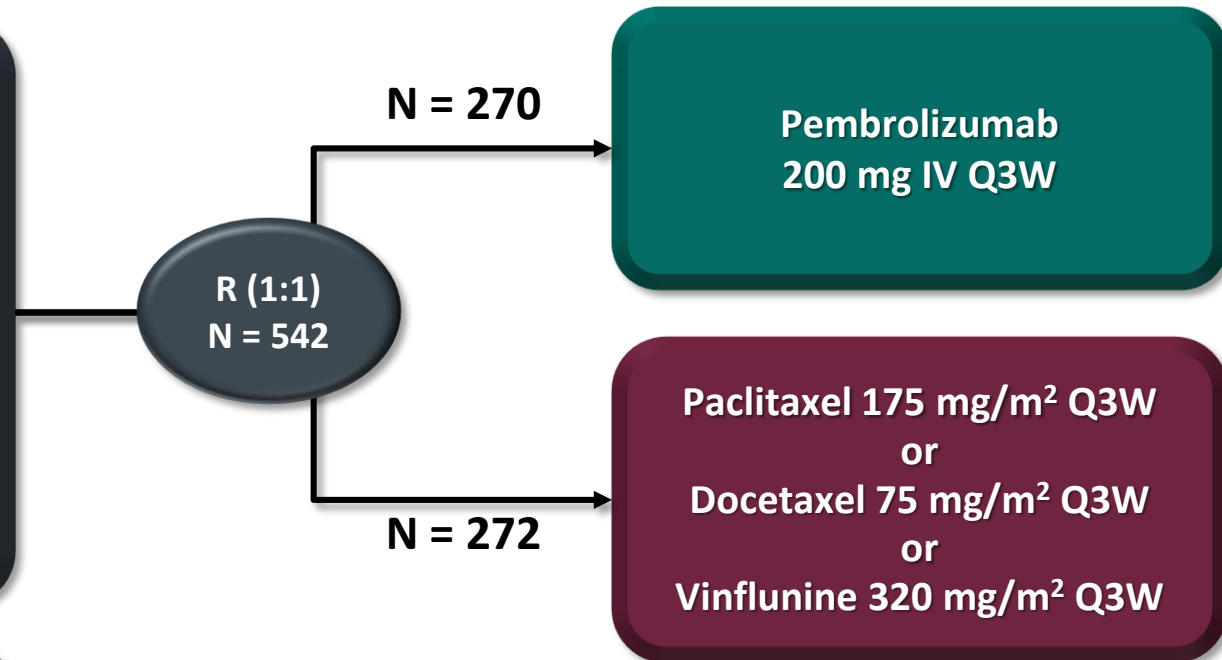 N = 270
Pembrolizumab
200 mg IV Q3W
R (1:1)
N = 542
Paclitaxel 175 mg/m² Q3W
or
Docetaxel 75 mg/m² Q3W
or
Vinflunine 320 mg/m² Q3W
N = 272